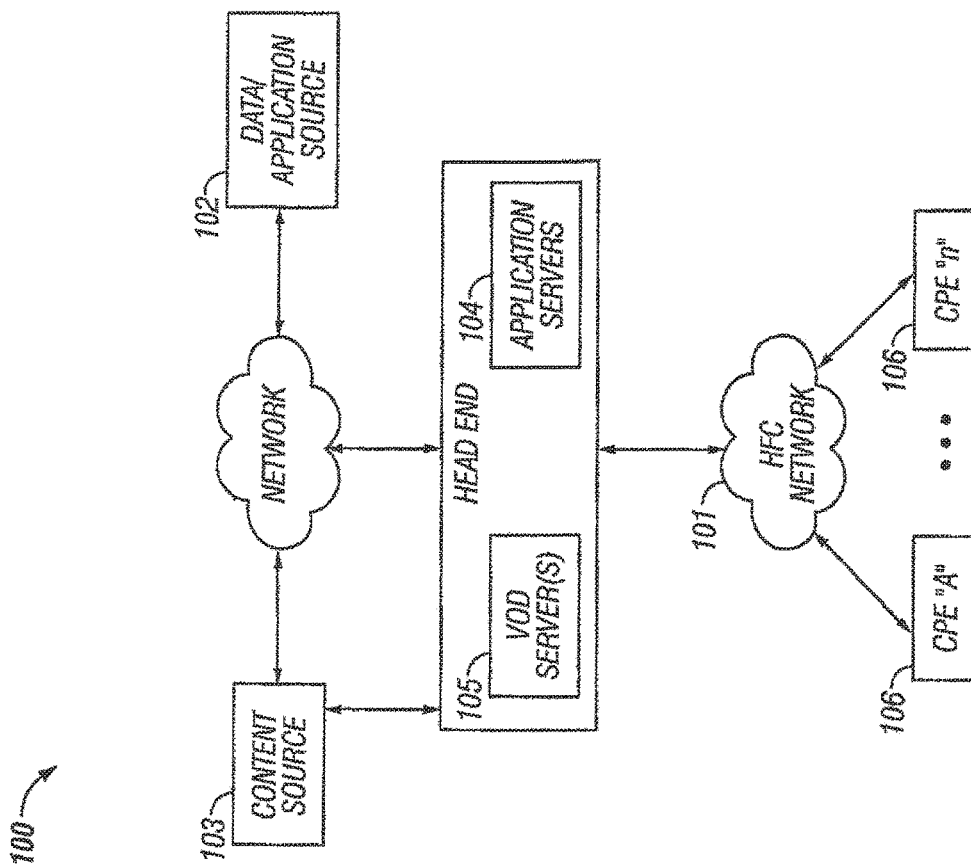 100
103
CONTENT
SOURCE
NETWORK
102
DATA/
APPLICATION
SOURCE
HEAD END
105
VOD
SERVER(S)
104
APPLICATION
SERVERS
101
HFC
NETWORK
106
CPE "A"
106
CPE "n"